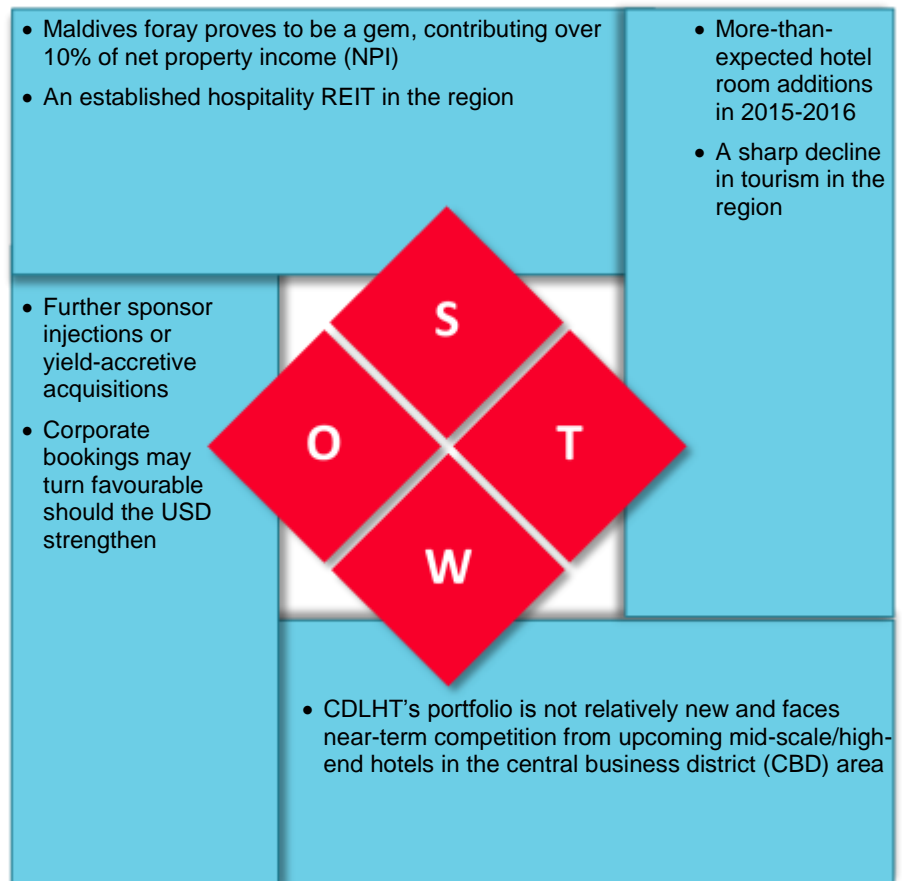 • Maldives foray proves to be a gem, contributing over
10% of net property income (NPI)
• An established hospitality REIT in the region
• More-than-
expected hotel
room additions
in 2015-2016
• A sharp decline
in tourism in the
region
• Further sponsor
injections or
yield-accretive
acquisitions
• Corporate
bookings may
turn favourable
should the USD
strengthen
S
O
T
W
• CDLHT’s portfolio is not relatively new and faces
near-term competition from upcoming mid-scale/high-
end hotels in the central business district (CBD) area